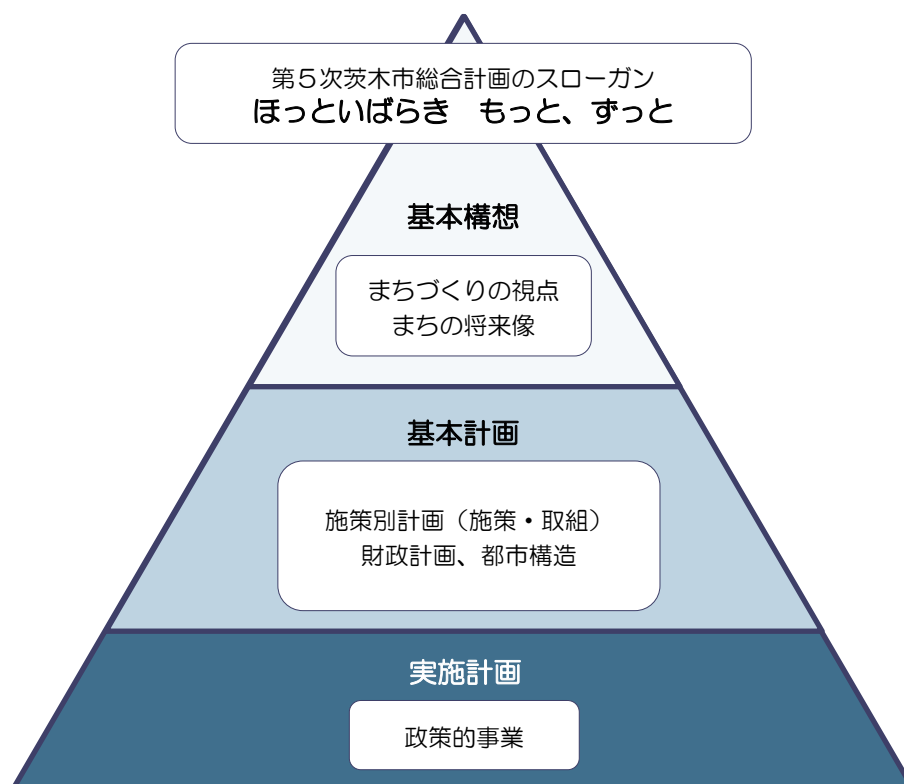 第5次茨木市総合計画のスローガン
ほっといばらき　もっと、ずっと
基本構想
まちづくりの視点
まちの将来像
基本計画
施策別計画（施策・取組）
財政計画、都市構造
実施計画
政策的事業